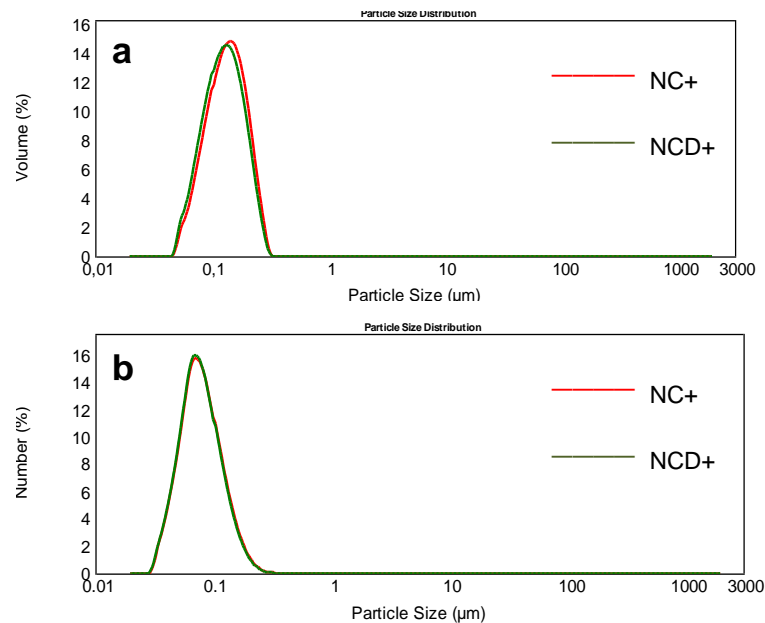 Particle Size Distribution
a
Volume (%)
16
14
12
10
8
6
4
2
0
NC+
NCD+
0,01 0,1 1 10 100 1000 3000
Particle Size (µm)
Particle Size Distribution
b
Number (%)
16
14
12
10
8
6
4
2
0
NC+
NCD+
0.01 0.1 1 10 100 1000 3000
Particle Size (µm)